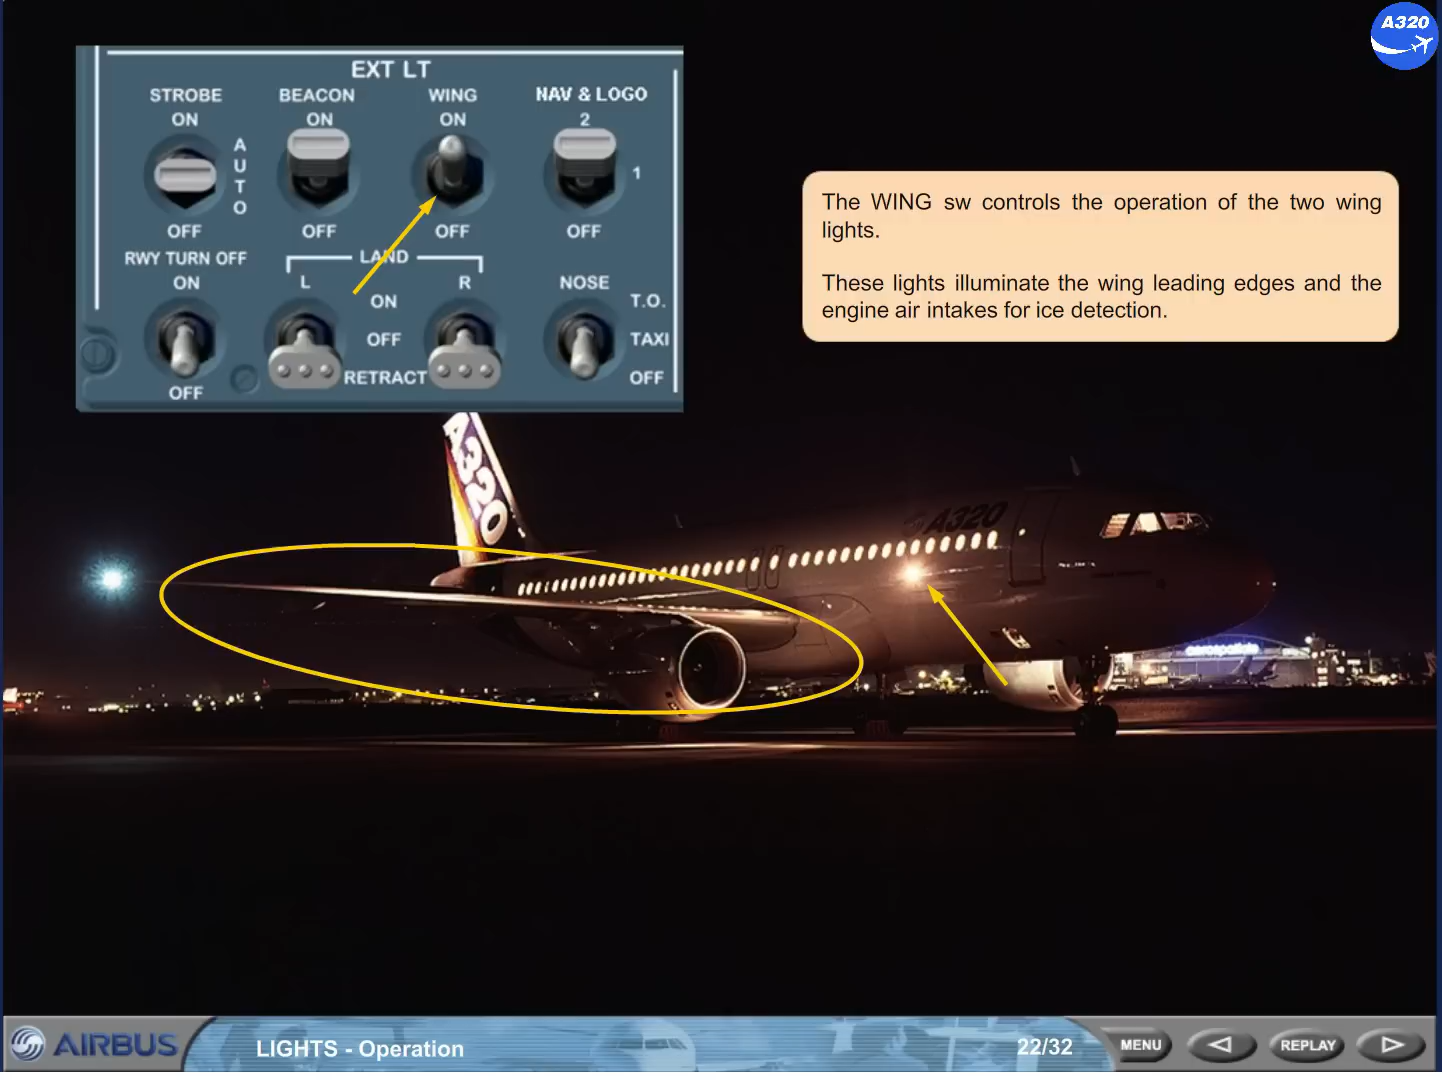 A320
EXT LT
STROBE BEACON WING NAV & LOGO
ON ON ON 2
AUTO
1
OFF OFF OFF OFF
RWY TURN OFF LAND
ON L R NOSE
ON T.O.
OFF TAXI
RETRACT OFF
OFF
The WING sw controls the operation of the two wing
lights.
These lights illuminate the wing leading edges and the
engine air intakes for ice detection.
A320
A320
aerospatiale
AIRBUS
LIGHTS - Operation
22/32
MENU
REPLAY